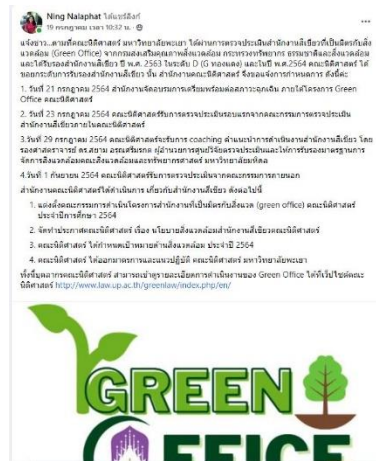 Ning Nalaphat ได้แชร์ลิงก์
19 กรกฎาคม เวลา 10:32 น.
แจ้งข่าว...ตามที่คณะนิติศาสตร์ มหาวิทยาลัยพะเยา ได้ผ่านการตรวจประเมินสำนักงานสีเขียวที่เป็นมิตรกับสิ่ง
แวดล้อม (Green Office) จากกรมส่งเสริมคุณภาพสิ่งแวดล้อม กระทรวงทรัพยากร ธรรมชาติและสิ่งแวดล้อม
และได้รับรองสำนักงานสีเขียว ปี พ.ศ. 2563 ในระดับ D (G ทองแดง) และในปี พ.ศ.2564 คณะนิติศาสตร์ ได้
ขอยกระดับการรับรองสำนักงานสีเขียว นั้น สำนักงานคณะนิติศาสตร์ จึงขอแจ้งการกำหนดการ ดังนี้ค่ะ
1. วันที่ 21 กรกฎาคม 2564 สำนักงานจัดอบรมการเตรียมพร้อมต่อสภาวะฉุกเฉิน ภายใต้โครงการ Green
Office คณะนิติศาสตร์
2. วันที่ 23 กรกฎาคม 2564 คณะนิติศาสตร์รับการตรวจประเมินรอบแรกจากคณะกรรมการตรวจประเมิน
สำนักงานสีเขียวภายในคณะนิติศาสตร์
3.วันที่ 29 กรกฎาคม 2564 คณะนิติศาสตร์จะรับการ coaching คำแนะนำการดำเนินงานสำนักงานสีเขียว โดย
รองศาสตราจารย์ ดร.สยาม อรุณศรีมรกต ผู้อำนวยการศูนย์วิจัยตรวจประเมินและให้การรับรองมาตรฐานการ
จัดการสิ่งแวดล้อมคณะสิ่งแวดล้อมและทรัพยากรศาสตร์ มหาวิทยาลัยมหิดล
4.วันที่ 1 กันยายน 2564 คณะนิติศาสตร์รับการตรวจประเมินจากคณะกรรมการภายนอก
สำนักงานคณะนิติศาสตร์ได้ดำเนินการ เกี่ยวกับสำนักงานสีเขียว ดังต่อไปนี้
1. แต่งตั้งคณะกรรมการดำเนินโครงการสำนักงานที่เป็นมิตรกับสิ่งแวด (green office) คณะนิติศาสตร์
ประจำปีการศึกษา 2564
2. จัดทำประกาศคณะนิติศาสตร์ เรื่อง นโยบายสิ่งแวดล้อมสำนักงานสีเขียวคณะนิติศาสตร์
3. คณะนิติศาสตร์ ได้กำหนดเป้าหมายด้านสิ่งแวดล้อม ประจำปี 2564
4. คณะนิติศาสตร์ ได้ออกมาตรการและแนวปฏิบัติ คณะนิติศาสตร์ มหาวิทยาลัยพะเยา
ทั้งนี้บุคลากรคณะนิติศาสตร์ สามารถเข้าดูรายละเอียดการดำเนินงานของ Green Office ได้ที่เว็ปไซต์คณะ
นิติศาสตร์ http://www.law.up.ac.th/greenlaw/index.php/en/
GREEN
OFFICE